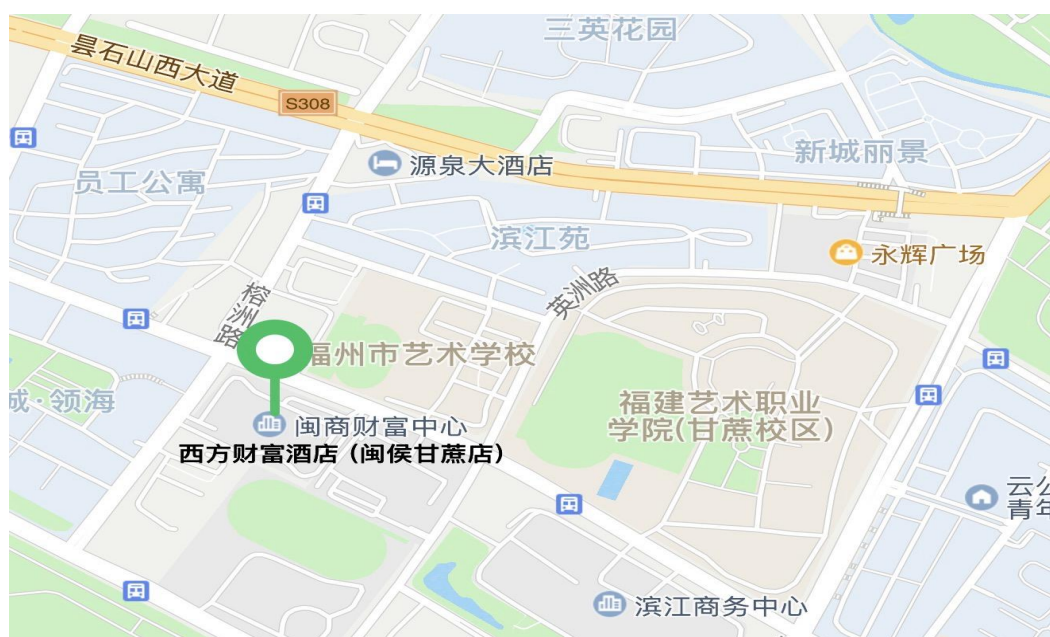 三英花园
昙石山西大道
S308
源泉大酒店
新城丽景
员工公寓
滨江苑
永辉广场
英洲路
榕洲路
福州市艺术学校
城·领海
福建艺术职业
学院(甘蔗校区)
闽商财富中心
西方财富酒店 (闽侯甘蔗店)
云公
青年
滨江商务中心